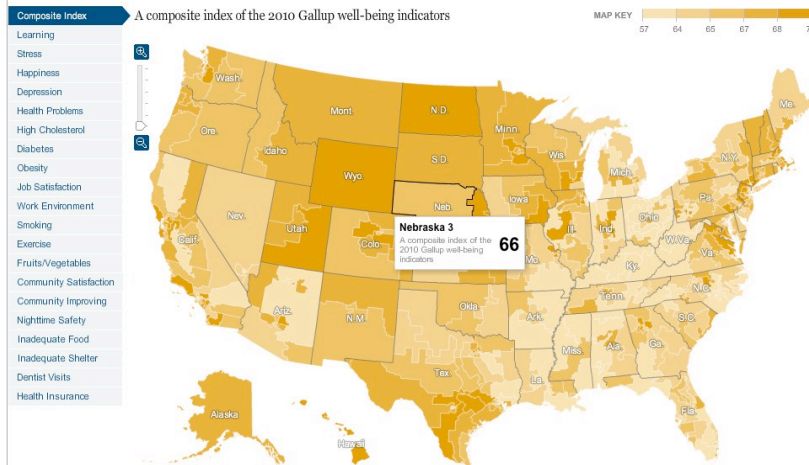 Composite Index
A composite index of the 2010 Gallup well-being indicators
MAP KEY
57 64 65 67 68
Learning
Stress
Happiness
Depression
Health Problems
High Cholesterol
Diabetes
Obesity
Job Satisfaction
Work Environment
Smoking
Exercise
Fruits/Vegetables
Community Satisfaction
Community Improving
Nighttime Safety
Inadequate Food
Inadequate Shelter
Dentist Visits
Health Insurance
Wash.
Mont.
N.D.
Minn.
Me.
Ore.
Idaho
S.D.
Wis.
Mich.
N.Y.
Wyo.
Iowa
Pa.
Nev.
Neb.
Ohio
Utah
Colo.
Ill.
Ind.
W.Va.
Va.
Calif.
Nebraska 3
A composite index of the
2010 Gallup well-being
indicators
66
Mo.
Ky.
N.C.
Ariz.
N.M.
Okla.
Ark.
Tenn.
S.C.
Tex.
La.
Miss.
Ala.
Ga.
Fla.
Alaska
Hawaii